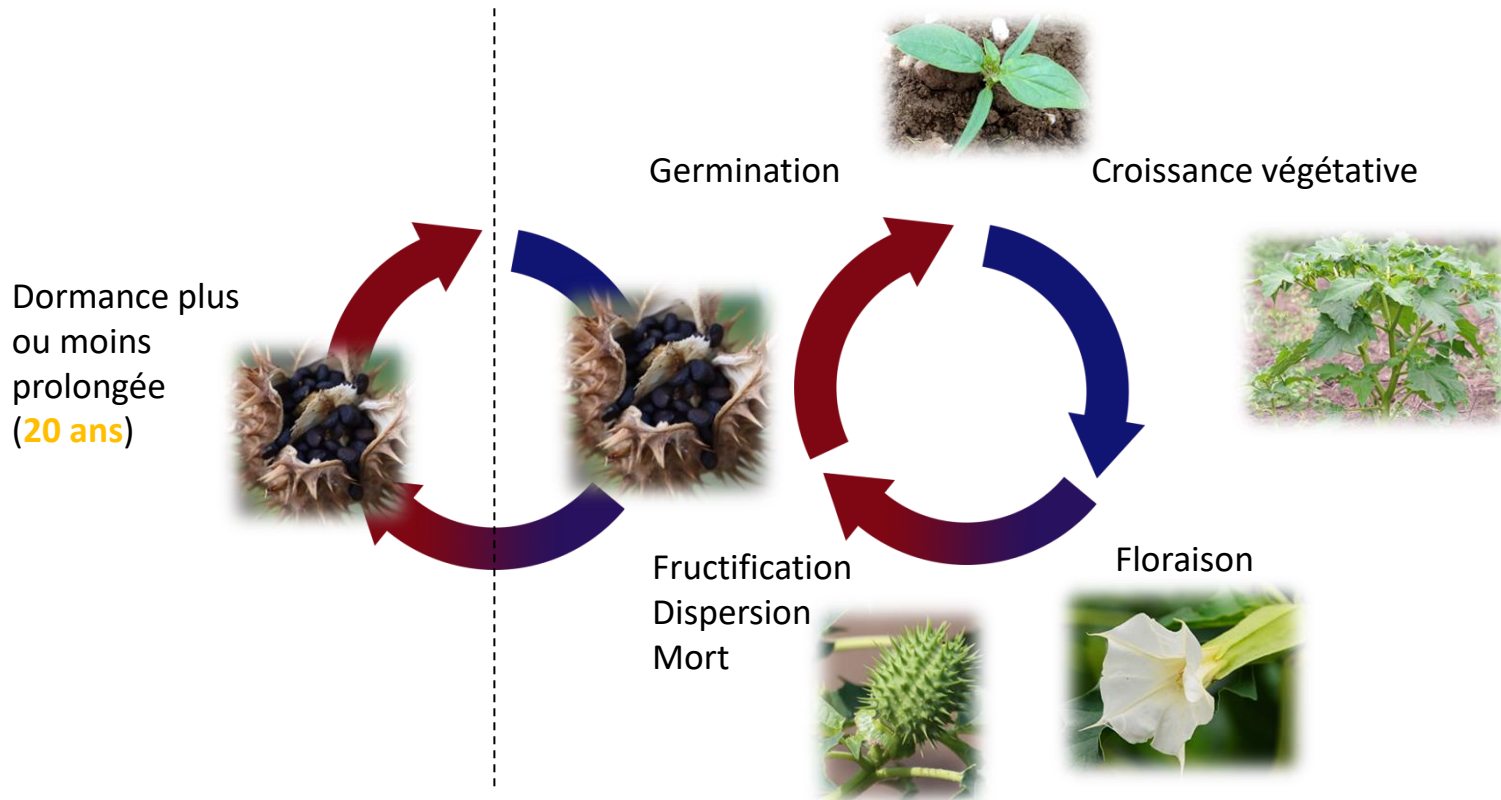 Germination
Croissance végétative
Dormance plus
ou moins
prolongée
(20 ans)
Fructification
Dispersion
Mort
Floraison